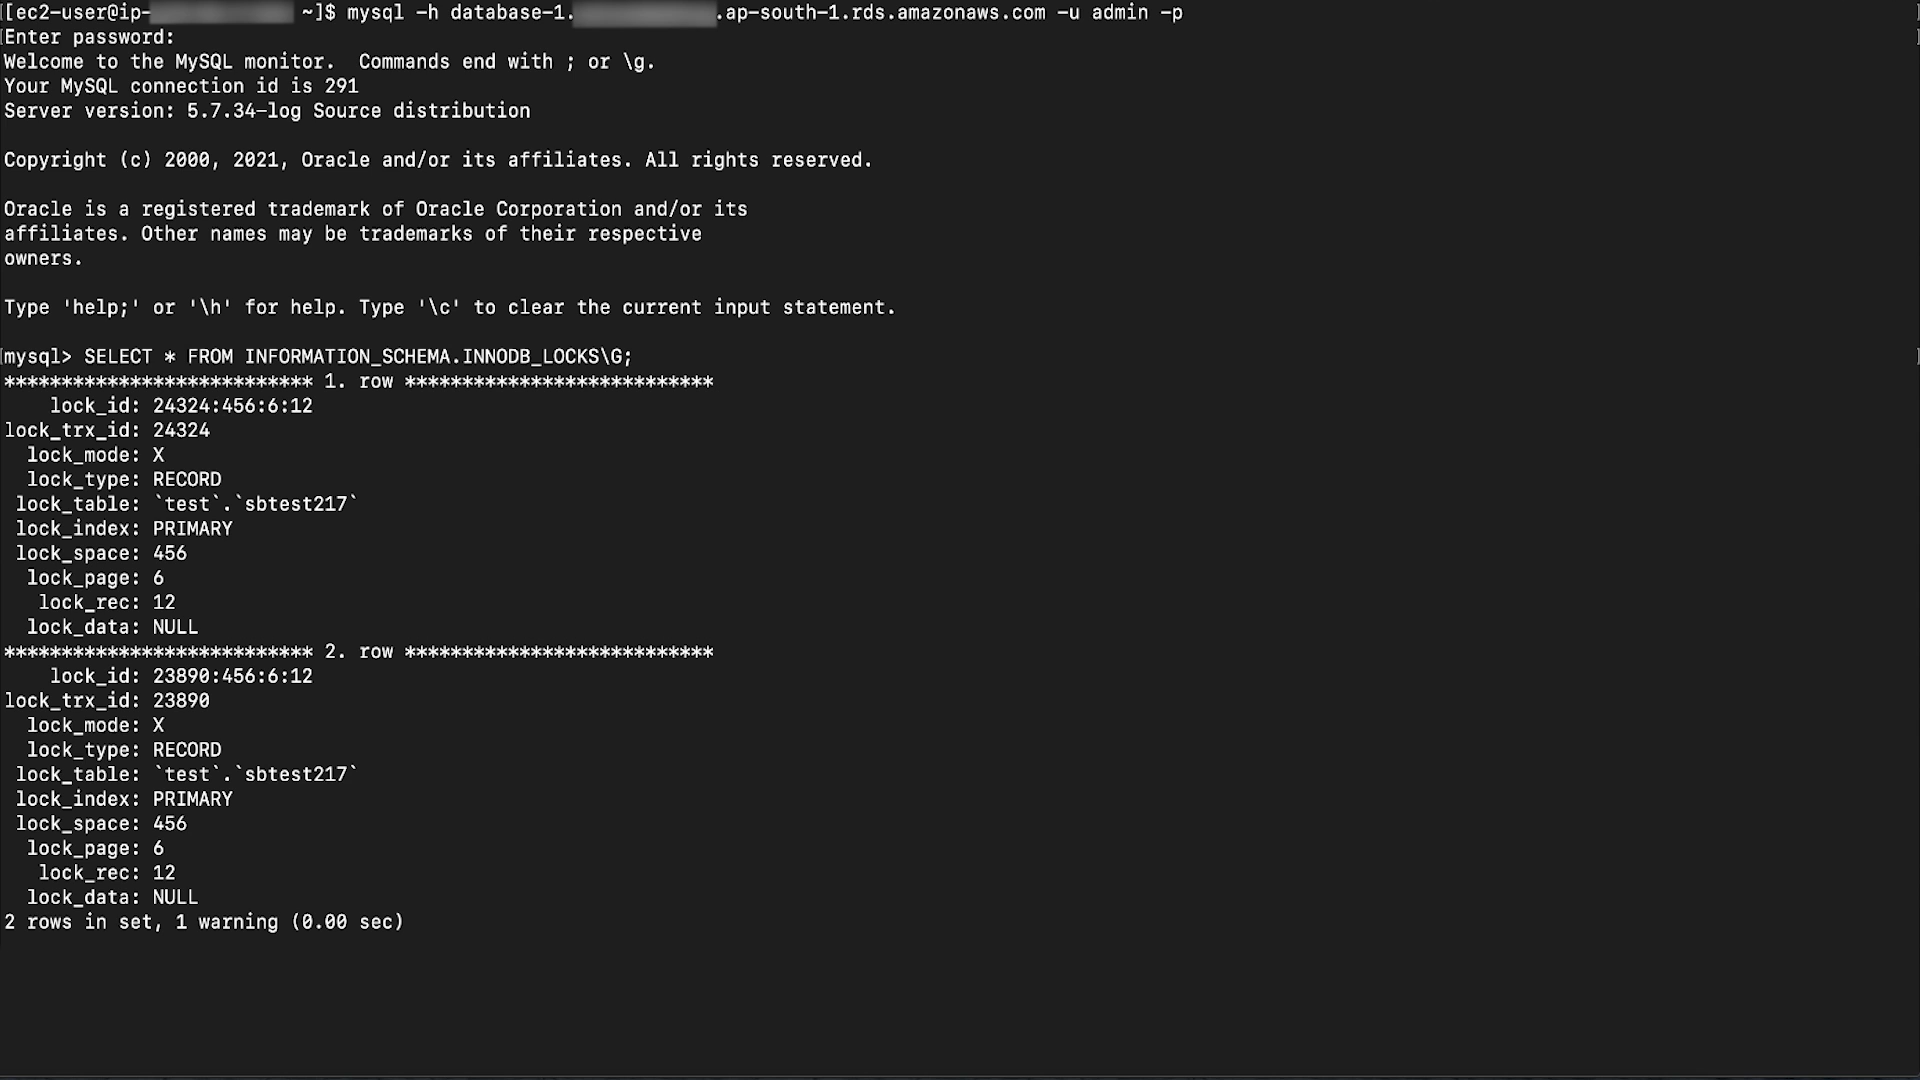 [ec2-user@ip- ~]$ mysql -h database-1. .ap-south-1.rds.amazonaws.com -u admin -p
Enter password:
Welcome to the MySQL monitor.  Commands end with ; or \g.
Your MySQL connection id is 291
Server version: 5.7.34-log Source distribution

Copyright (c) 2000, 2021, Oracle and/or its affiliates. All rights reserved.

Oracle is a registered trademark of Oracle Corporation and/or its
affiliates. Other names may be trademarks of their respective
owners.

Type 'help;' or '\h' for help. Type '\c' to clear the current input statement.

mysql> SELECT * FROM INFORMATION_SCHEMA.INNODB_LOCKS\G;
*************************** 1. row ***************************
    lock_id: 24324:456:6:12
lock_trx_id: 24324
  lock_mode: X
  lock_type: RECORD
 lock_table: `test`.`sbtest217`
 lock_index: PRIMARY
 lock_space: 456
  lock_page: 6
   lock_rec: 12
  lock_data: NULL
*************************** 2. row ***************************
    lock_id: 23890:456:6:12
lock_trx_id: 23890
  lock_mode: X
  lock_type: RECORD
 lock_table: `test`.`sbtest217`
 lock_index: PRIMARY
 lock_space: 456
  lock_page: 6
   lock_rec: 12
  lock_data: NULL
2 rows in set, 1 warning (0.00 sec)